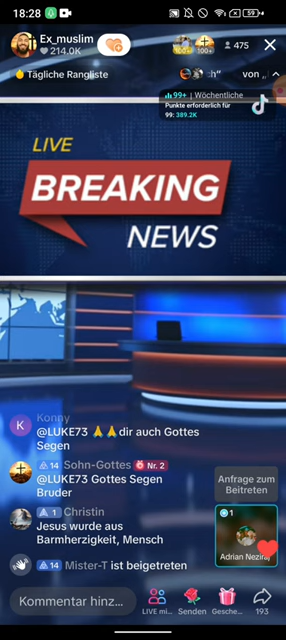 18:28
59
Ex_muslim
214.0K
100+
100+
475
Tägliche Rangliste
von
99+ | Wöchentliche
Punkte erforderlich für
99: 389.2K
LIVE
BREAKING
NEWS
Konny
@LUKE73 🙏🙏dir auch Gottes
Segen
K
14 Sohn-Gottes Nr. 2
@LUKE73 Gottes Segen
Bruder
1 Christin
Jesus wurde aus
Barmherzigkeit, Mensch
14 Mister-T ist beigetreten
Anfrage zum
Beitreten
1
Adrian Neziraj
Kommentar hinz...
LIVE mi...
Senden
Gesche...
193